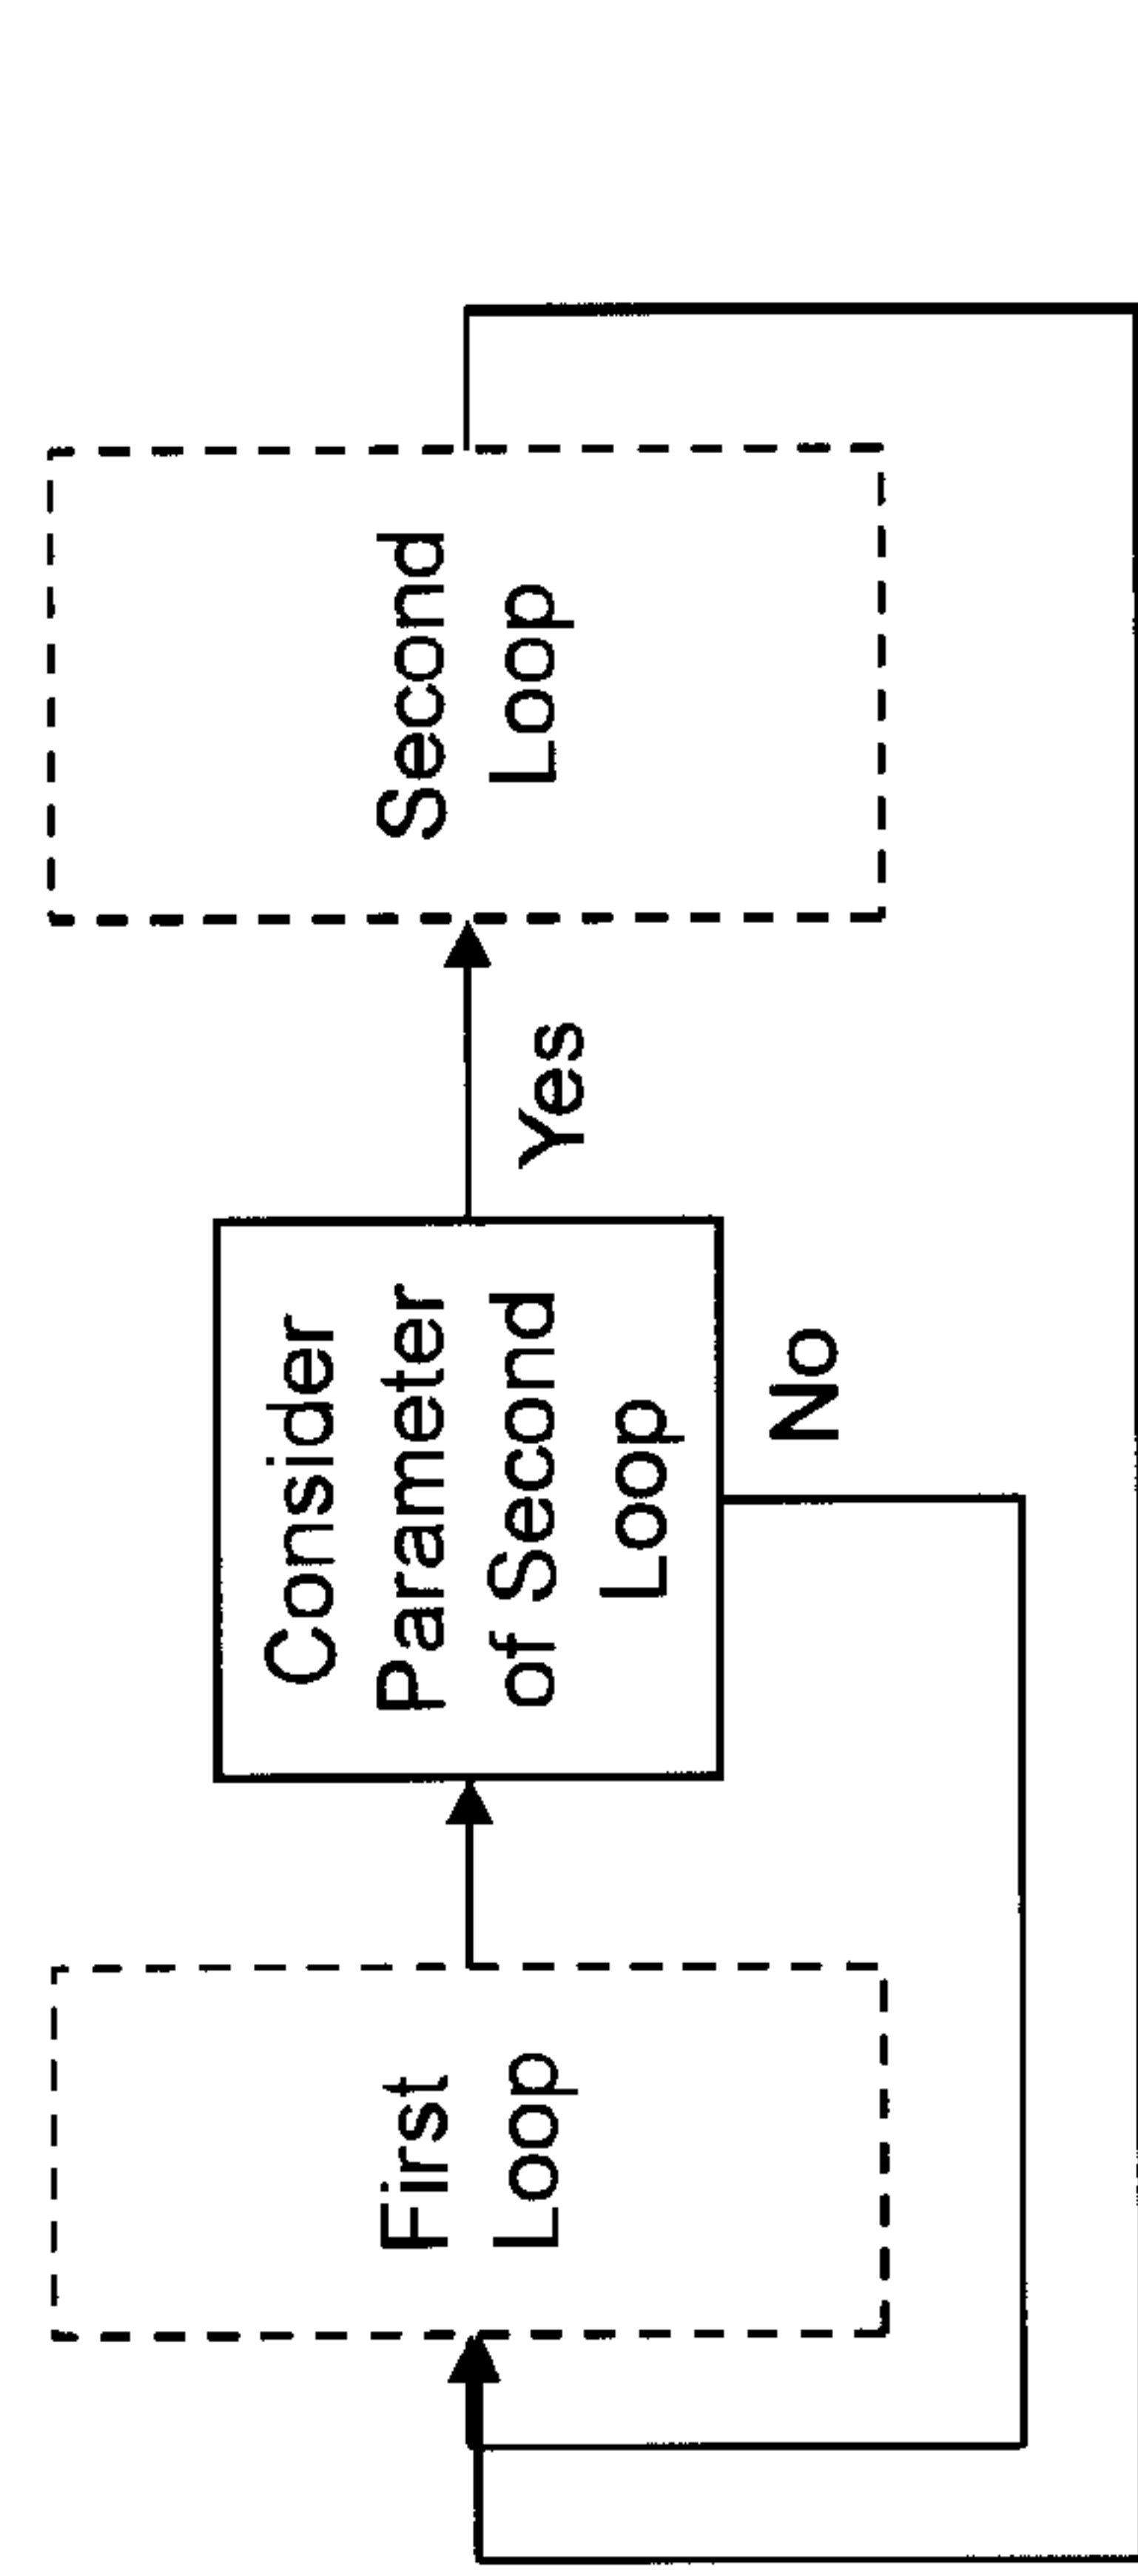 First
Loop
Consider
Parameter
of Second
Loop
No
Yes
Second
Loop